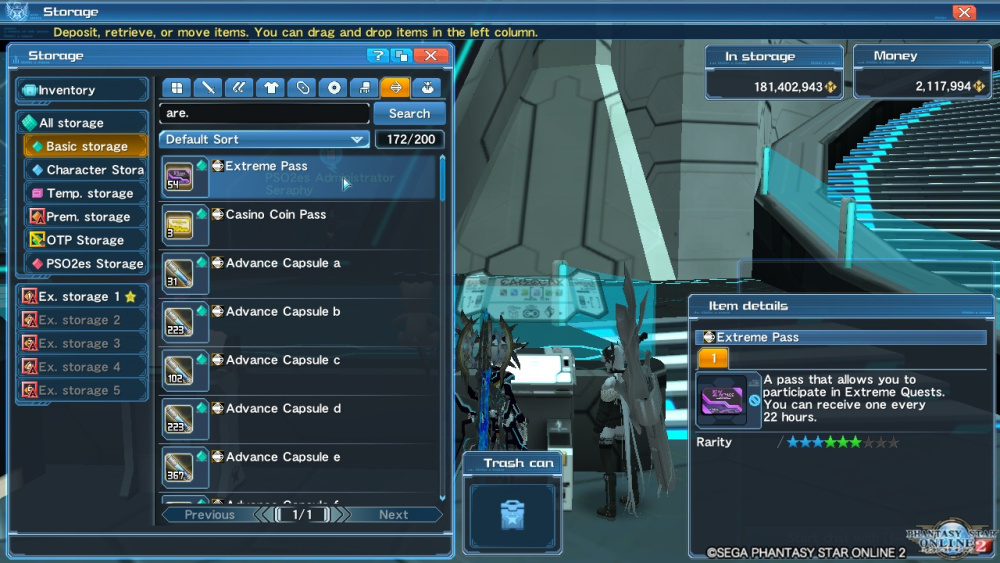 Storage
Deposit, retrieve, or move items. You can drag and drop items in the left column.
Storage
?
In storage
181,402,943
Money
2,117,994
Inventory
All storage
Basic storage
Character Stora
Temp. storage
Prem. storage
OTP Storage
PSO2es Storage
Ex. storage 1
Ex. storage 2
Ex. storage 3
Ex. storage 4
Ex. storage 5
are.
Search
Default Sort
172/200
Extreme Pass
54
PSO2es Administrator
Seraphy
Casino Coin Pass
3
Advance Capsule a
31
Advance Capsule b
223
Advance Capsule c
102
Advance Capsule d
223
Advance Capsule e
367
Advance Capsule f
Previous
1/1
Next
Trash can
Item details
Extreme Pass
1
A pass that allows you to
participate in Extreme Quests.
You can receive one every
22 hours.
Rarity
/
PHANTASY STAR
ONLINE 2
©SEGA PHANTASY STAR ONLINE 2